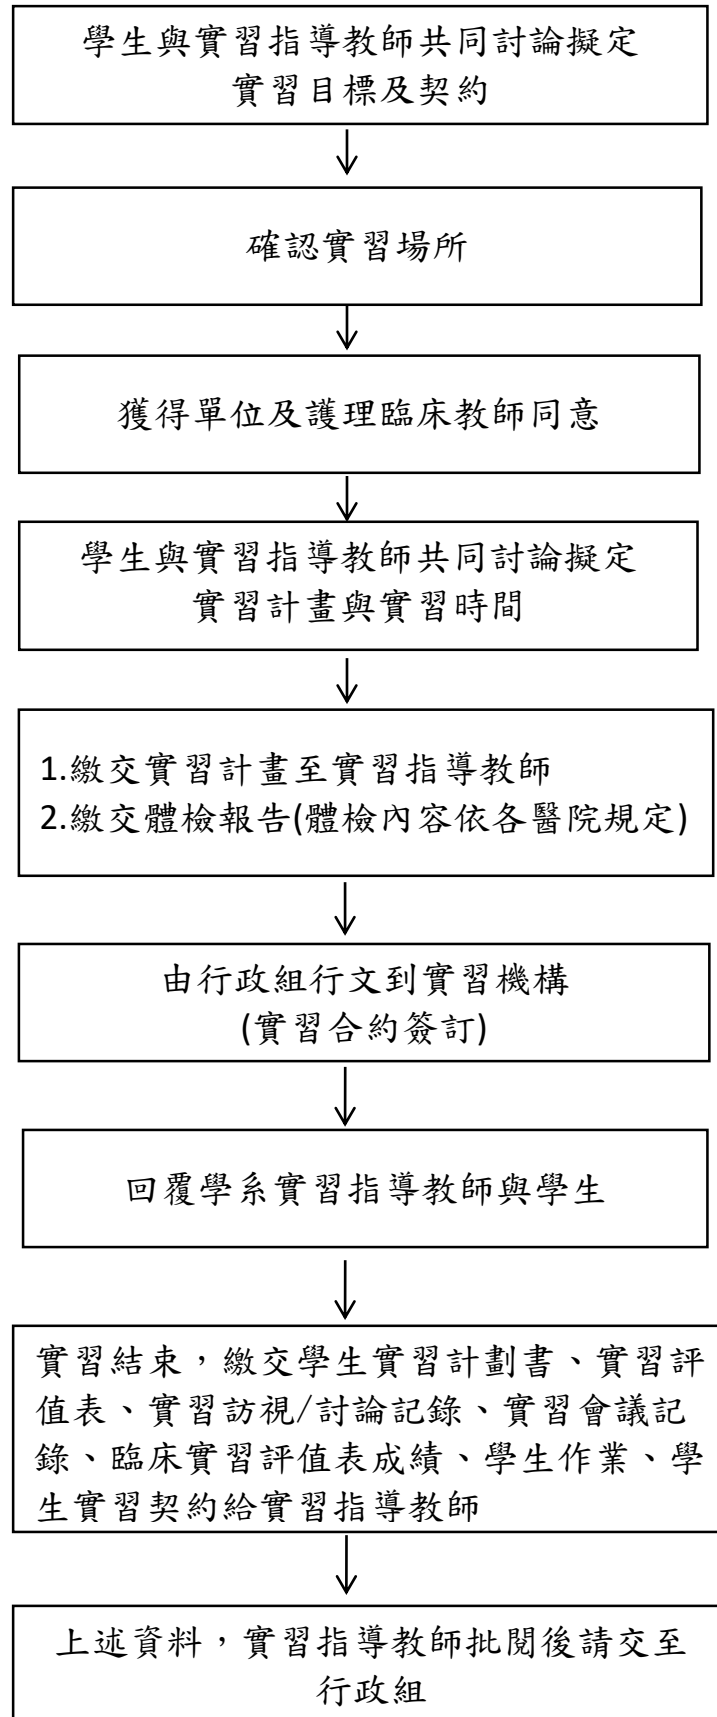 學生與實習指導教師共同討論擬定
實習目標及契約
確認實習場所
獲得單位及護理臨床教師同意
學生與實習指導教師共同討論擬定
實習計畫與實習時間
1.繳交實習計畫至實習指導教師
2.繳交體檢報告(體檢內容依各醫院規定)
由行政組行文到實習機構
(實習合約簽訂)
回覆學系實習指導教師與學生
實習結束，繳交學生實習計劃書、實習評
值表、實習訪視/討論記錄、實習會議記
錄、臨床實習評值表成績、學生作業、學
生實習契約給實習指導教師
上述資料，實習指導教師批閱後請交至
行政組